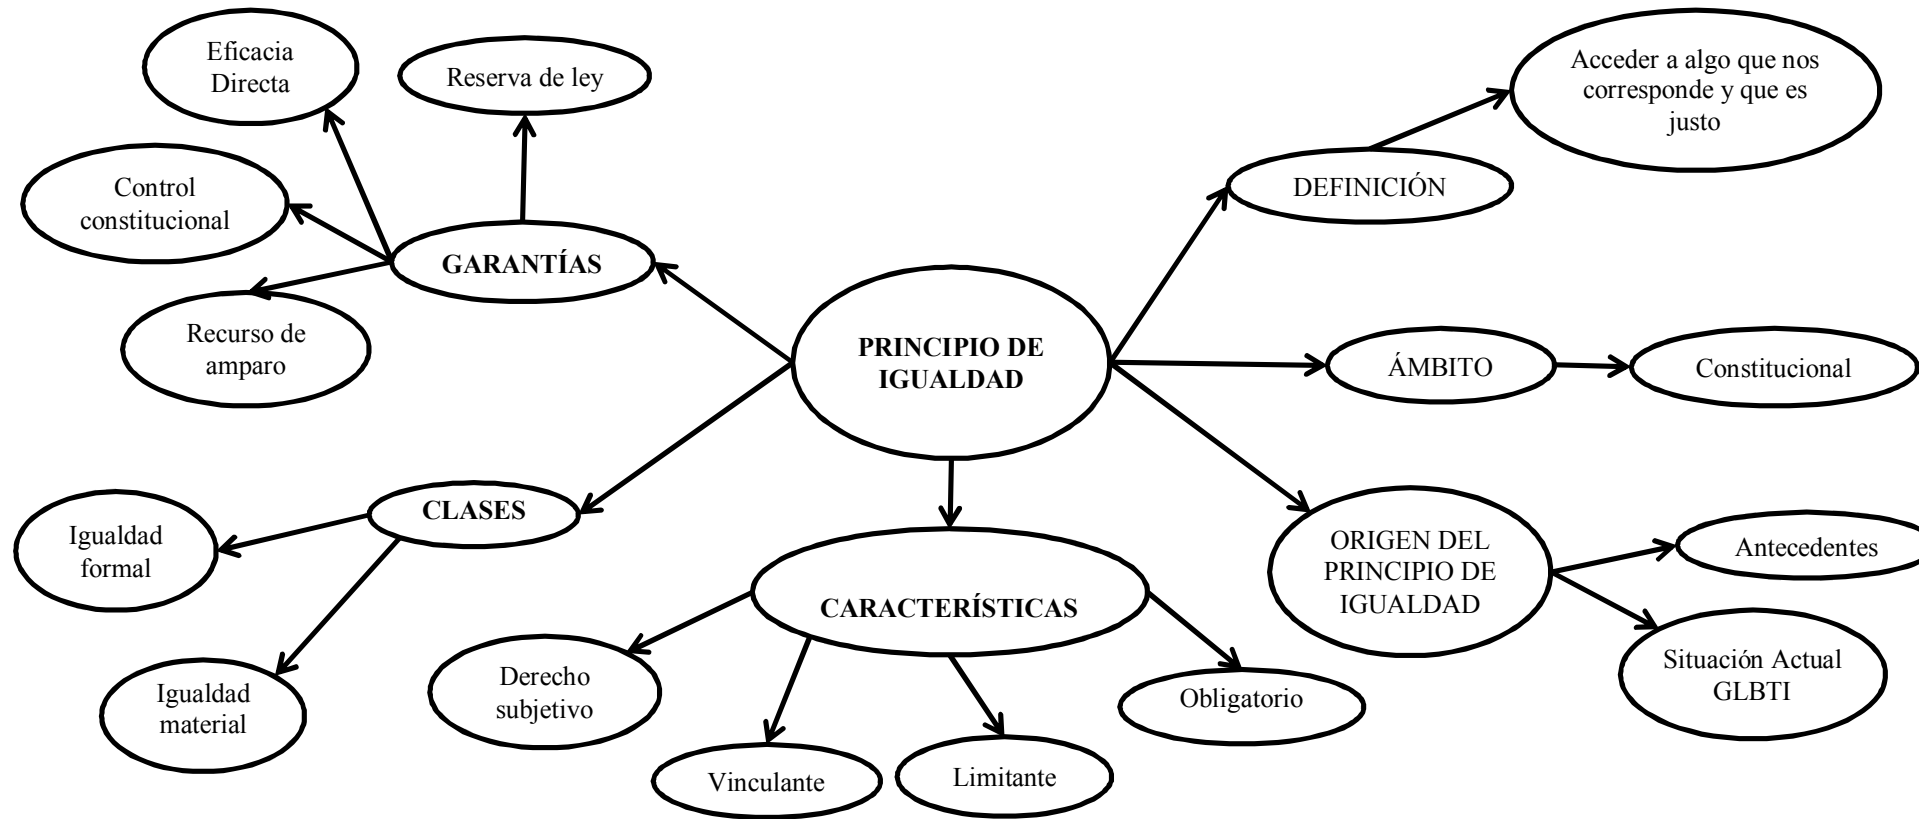 Eficacia
Directa
Reserva de ley
Acceder a algo que nos
corresponde y que es
justo
Control
constitucional
DEFINICIÓN
GARANTÍAS
Recurso de
amparo
PRINCIPIO DE
IGUALDAD
ÁMBITO
Constitucional
CLASES
Igualdad
formal
ORIGEN DEL
PRINCIPIO DE
IGUALDAD
Antecedentes
CARACTERÍSTICAS
Situación Actual
GLBTI
Igualdad
material
Derecho
subjetivo
Obligatorio
Vinculante
Limitante